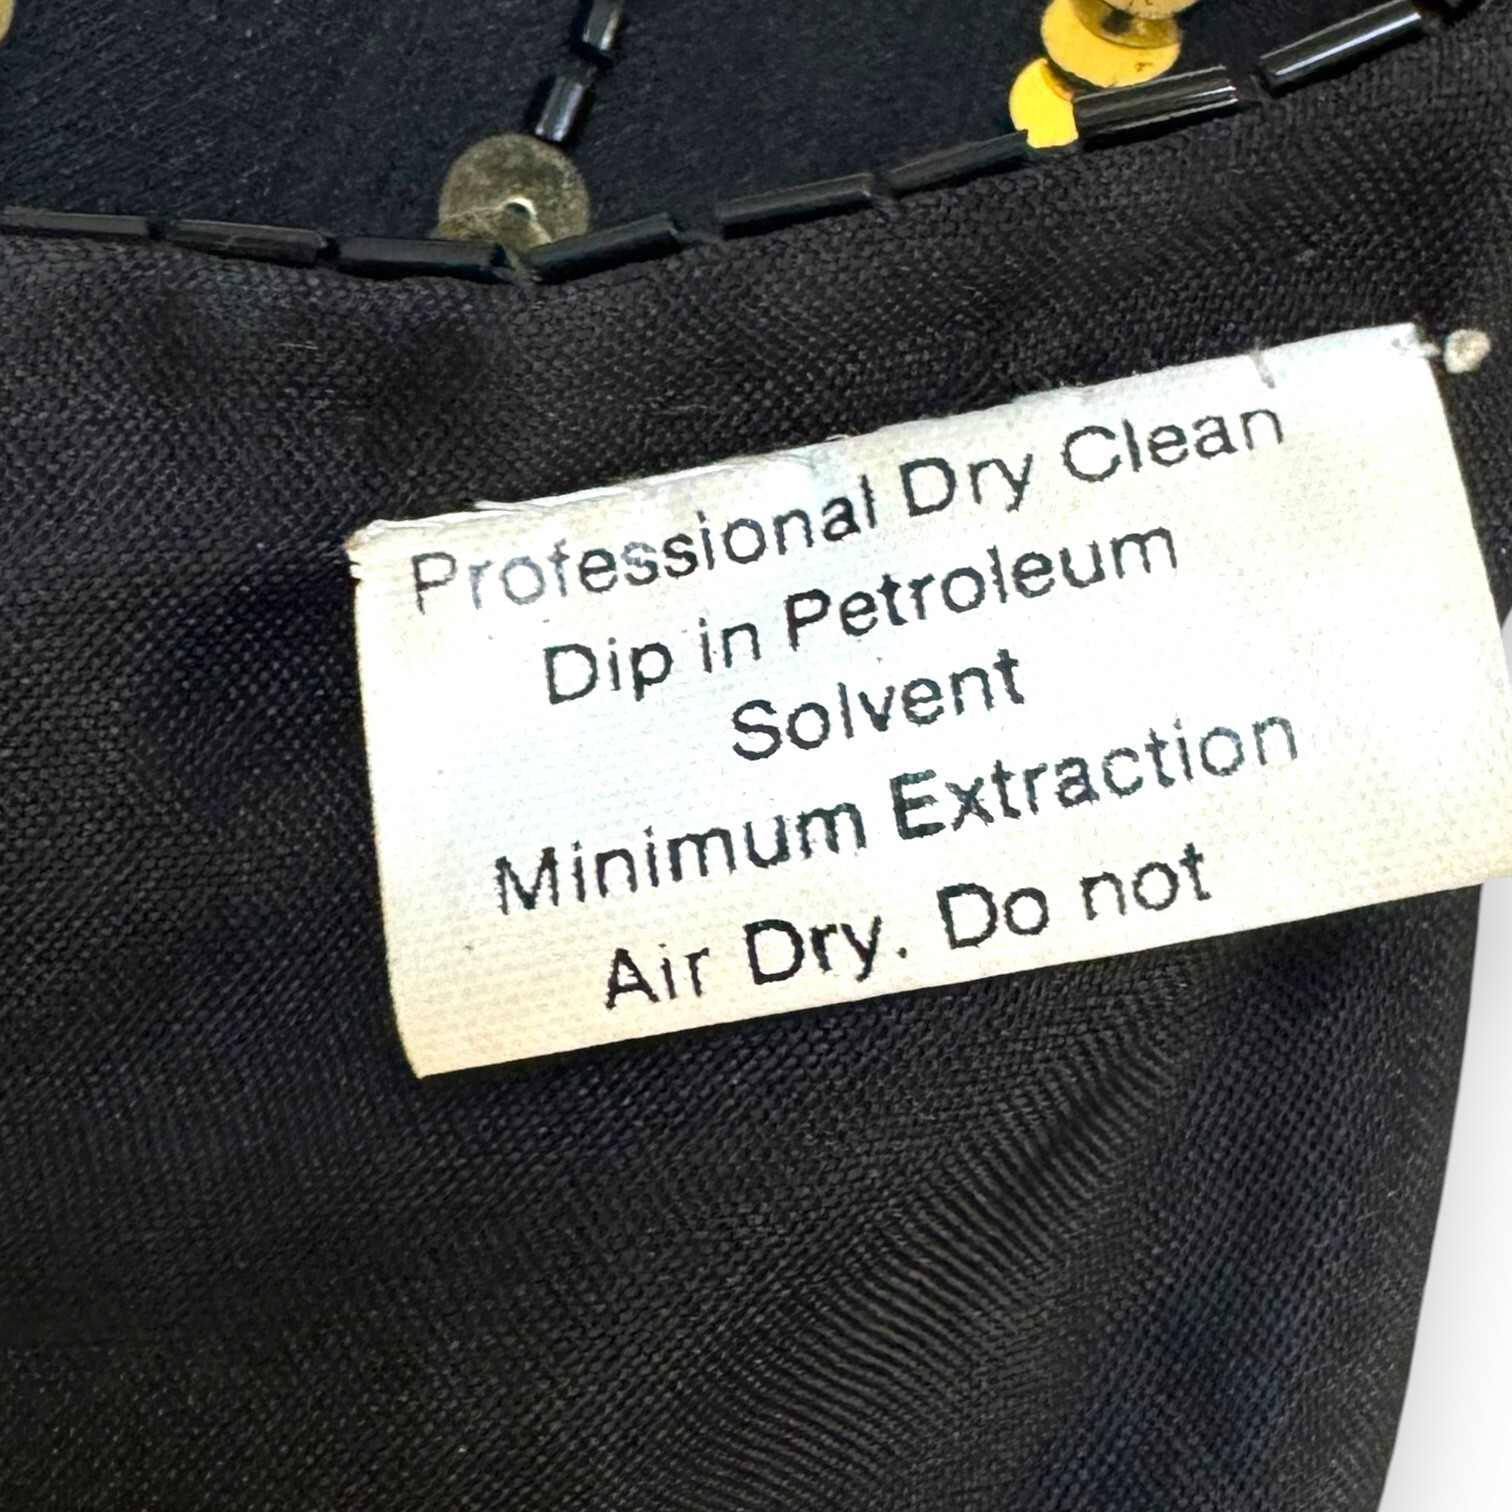 Professional Dry Clean
Dip in Petroleum
Solvent
Minimum Extraction
Air Dry. Do not